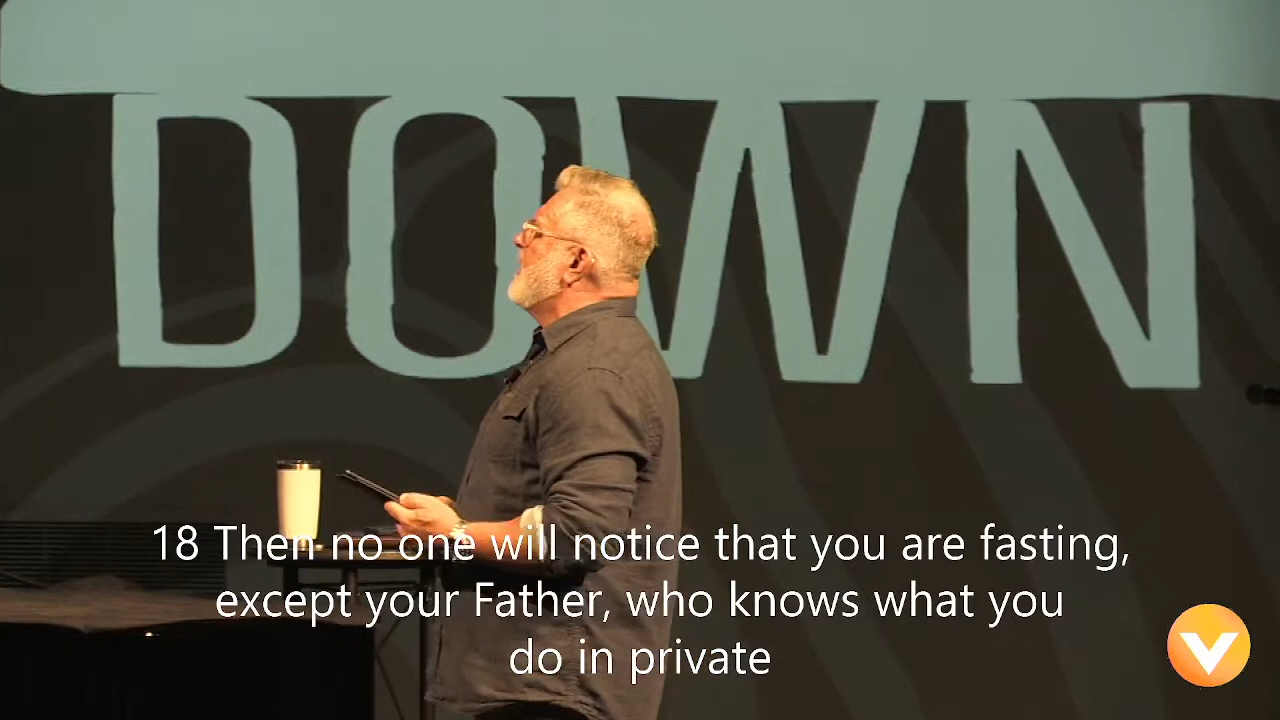 DOWN
18 Then no one will notice that you are fasting,
except your Father, who knows what you
do in private
V